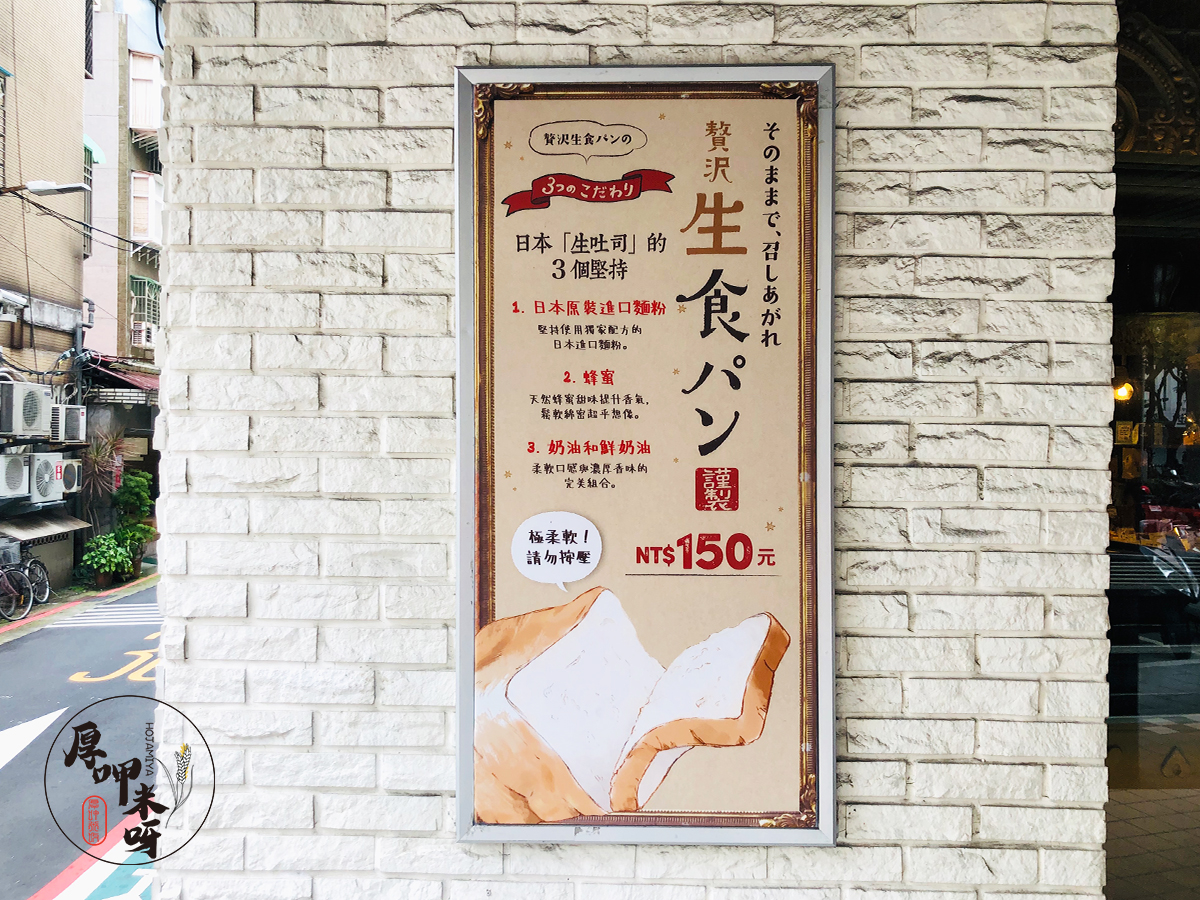 そのままで、召しあがれ
贅沢
生食パン
謹製
贅沢生食パンの
3つのこだわり
日本「生吐司」的
3個堅持
1. 日本原裝進口麵粉
堅持使用獨家配方的
日本進口麵粉。
2. 蜂蜜
天然蜂蜜甜味提升香氣,
鬆軟綿密超乎想像。
3. 奶油和鮮奶油
柔軟口感與濃厚香味的
完美組合。
極柔軟!
請勿按壓
NT$150元
厚呷米呀
HOJAMIYA